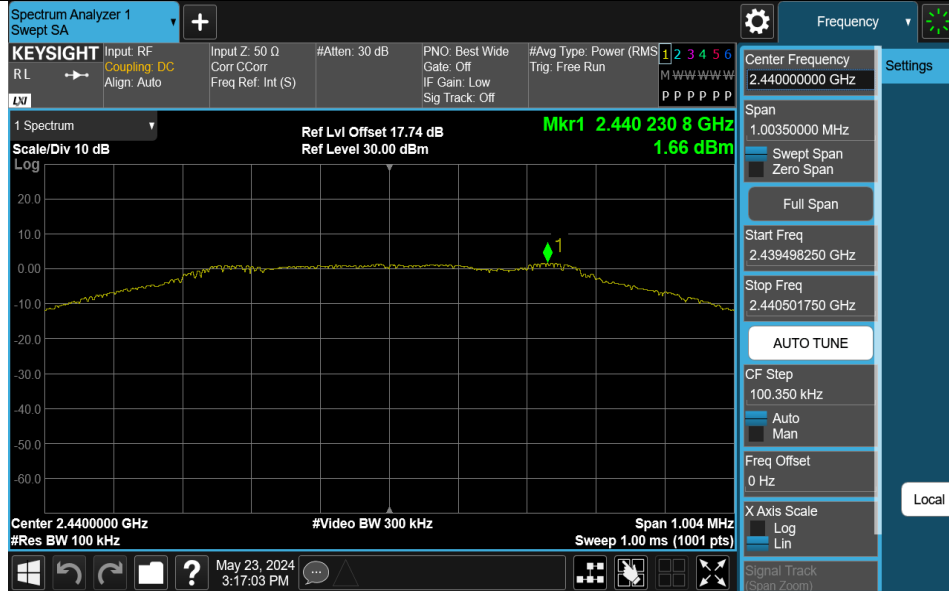 Spectrum Analyzer 1
Swept SA
+
Frequency
KEYSIGHT
RL
LXI
Input: RF
Coupling: DC
Align: Auto
Input Z: 50 Ω
Corr CCorr
Freq Ref: Int (S)
#Atten: 30 dB
PNO: Best Wide
Gate: Off
IF Gain: Low
Sig Track: Off
#Avg Type: Power (RMS
Trig: Free Run
1 2 3 4 5 6
M W W W W W
P P P P P P
1 Spectrum
Scale/Div 10 dB
Log
Ref Lvl Offset 17.74 dB
Ref Level 30.00 dBm
Mkr1 2.440 230 8 GHz
1.66 dBm
20.0
10.0
0.00
-10.0
-20.0
-30.0
-40.0
-50.0
-60.0
1
Center 2.4400000 GHz
#Video BW 300 kHz
Span 1.004 MHz
#Res BW 100 kHz
Sweep 1.00 ms (1001 pts)
May 23, 2024
3:17:03 PM
?
Center Frequency
2.440000000 GHz
Settings
Span
1.00350000 MHz
Swept Span
Zero Span
Full Span
Start Freq
2.439498250 GHz
Stop Freq
2.440501750 GHz
AUTO TUNE
CF Step
100.350 kHz
Auto
Man
Freq Offset
0 Hz
Local
X Axis Scale
Log
Lin
Signal Track
(Span Zoom)